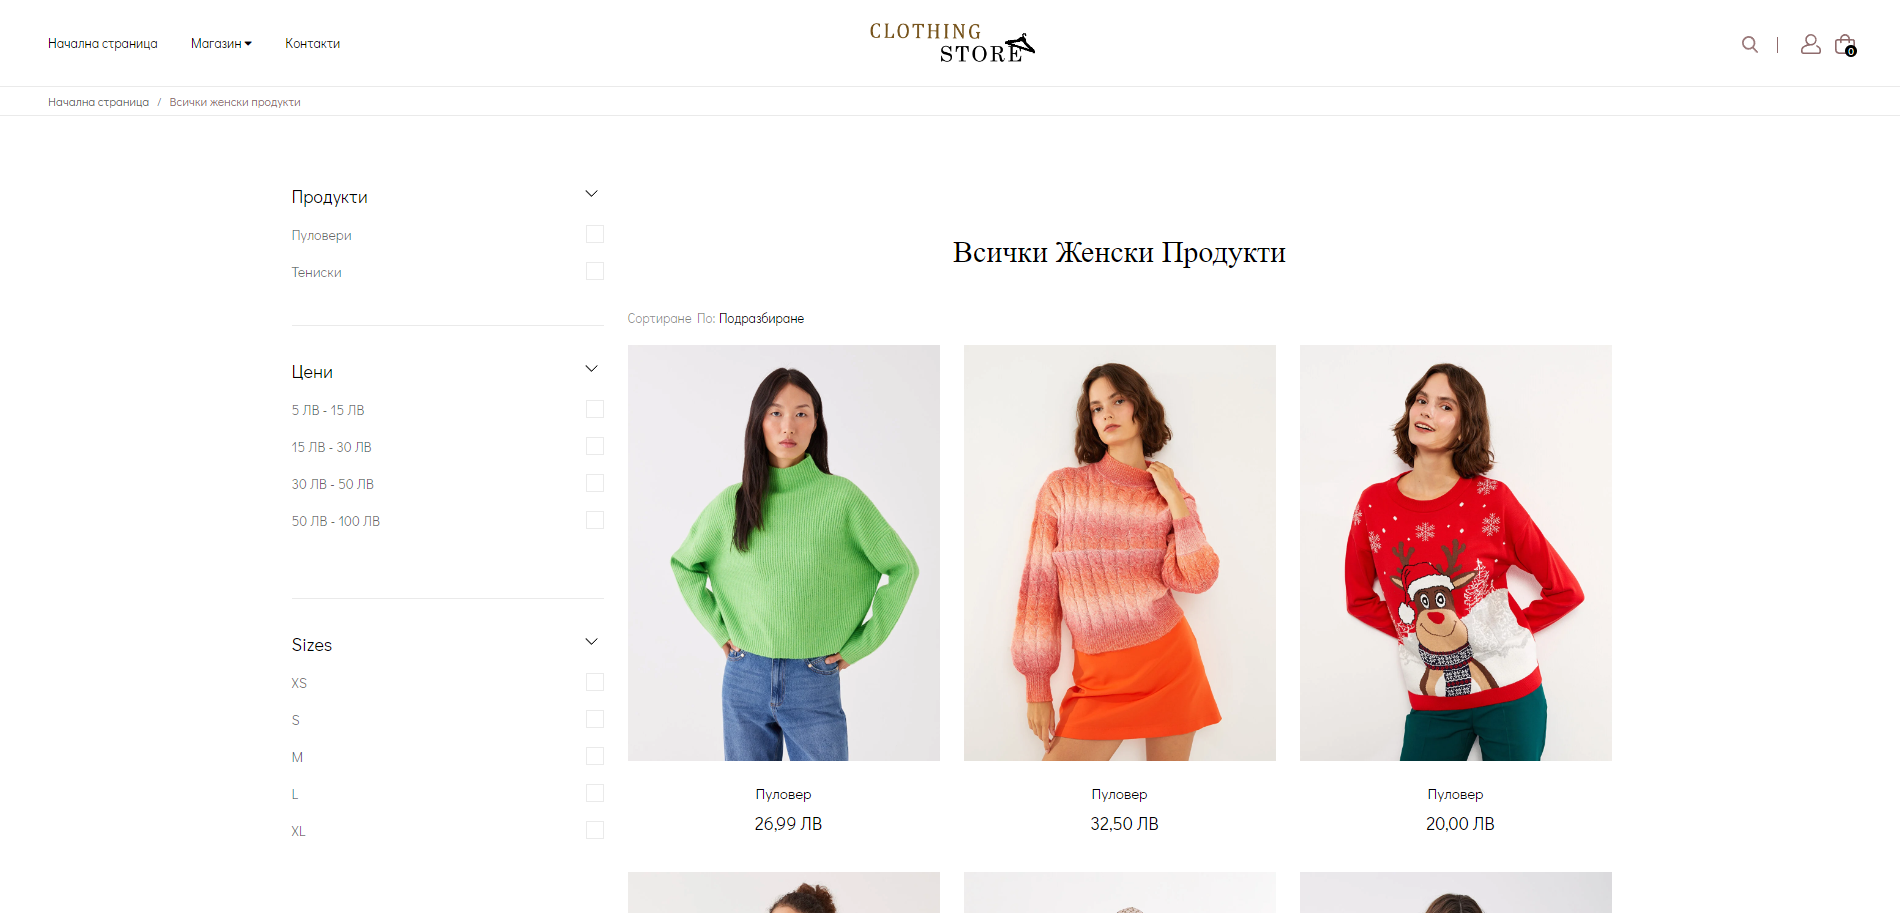 Начална страница
Магазин
Контакти
CLOTHING
STORE
0
Начална страница / Всички женски продукти
Продукти
Пуловери
Тениски
Цени
5 ЛВ - 15 ЛВ
15 ЛВ - 30 ЛВ
30 ЛВ - 50 ЛВ
50 ЛВ - 100 ЛВ
Sizes
XS
S
M
L
XL
Всички Женски Продукти
Сортиране По: Подразбиране
Пуловер
26,99 ЛВ
Пуловер
32,50 ЛВ
Пуловер
20,00 ЛВ